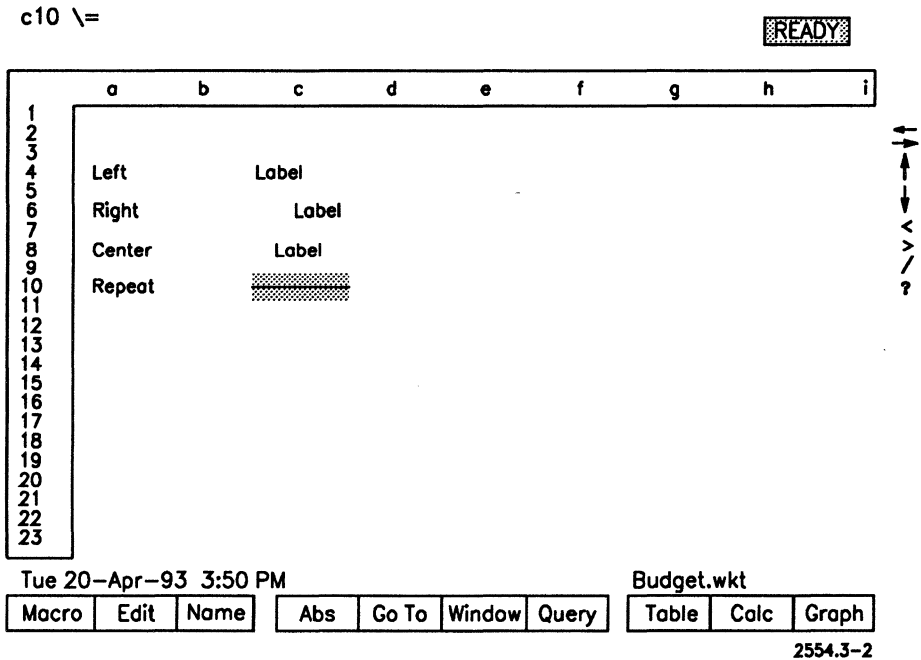 c10 \=
READY
a b c d e f g h i
1
2
3
4 Left Label
5
6 Right Label
7
8 Center Label
9
10 Repeat
11
12
13
14
15
16
17
18
19
20
21
22
23
<
>
/
?
Tue 20-Apr-93 3:50 PM Budget.wkt
Macro Edit Name Abs Go To Window Query Table Calc Graph
2554.3-2